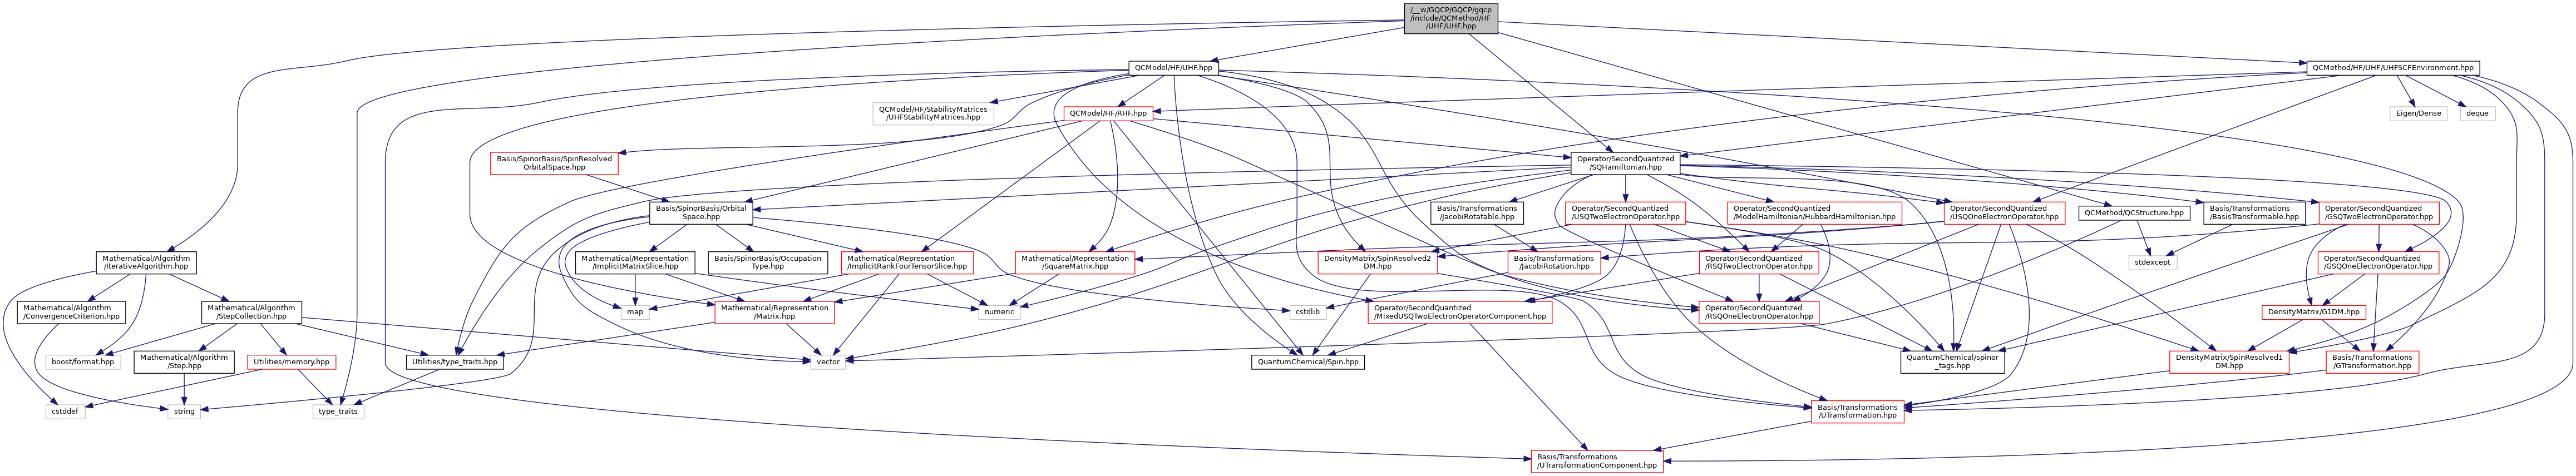 /__w/GQCP/GQCP/gqcp
/include/QCMethod/HF
/UHF/UHF.hpp
QCModel/HF/UHF.hpp
QCMethod/HF/UHF/UHFSCFEnvironment.hpp
QCModel/HF/StabilityMatrices
/UHFStabilityMatrices.hpp
QCModel/HF/RHF.hpp
Eigen/Dense
deque
Basis/SpinorBasis/SpinResolved
OrbitalSpace.hpp
Operator/SecondQuantized
/SQHamiltonian.hpp
Basis/SpinorBasis/Orbital
Space.hpp
Basis/Transformations
/JacobiRotatable.hpp
Operator/SecondQuantized
/USQTwoElectronOperator.hpp
Operator/SecondQuantized
/ModelHamiltonian/HubbardHamiltonian.hpp
Operator/SecondQuantized
/USQOneElectronOperator.hpp
QCMethod/QCStructure.hpp
Basis/Transformations
/BasisTransformable.hpp
Operator/SecondQuantized
/GSQTwoElectronOperator.hpp
Mathematical/Algorithm
/IterativeAlgorithm.hpp
Mathematical/Representation
/ImplicitMatrixSlice.hpp
Basis/SpinorBasis/Occupation
Type.hpp
Mathematical/Representation
/ImplicitRankFourTensorSlice.hpp
Mathematical/Representation
/SquareMatrix.hpp
Basis/Transformations
/JacobiRotation.hpp
DensityMatrix/SpinResolved2
DM.hpp
Operator/SecondQuantized
/RSQTwoElectronOperator.hpp
stdexcept
Operator/SecondQuantized
/GSQOneElectronOperator.hpp
Mathematical/Algorithm
/ConvergenceCriterion.hpp
Mathematical/Algorithm
/StepCollection.hpp
map
Mathematical/Representation
/Matrix.hpp
numeric
cstdlib
Operator/SecondQuantized
/MixedUSQTwoElectronOperatorComponent.hpp
Operator/SecondQuantized
/RSQOneElectronOperator.hpp
DensityMatrix/G1DM.hpp
boost/format.hpp
Mathematical/Algorithm
/Step.hpp
Utilities/memory.hpp
Utilities/type_traits.hpp
vector
QuantumChemical/Spin.hpp
QuantumChemical/spinor
_tags.hpp
DensityMatrix/SpinResolved1
DM.hpp
Basis/Transformations
/GTransformation.hpp
cstddef
string
type_traits
Basis/Transformations
/UTransformation.hpp
Basis/Transformations
/UTransformationComponent.hpp